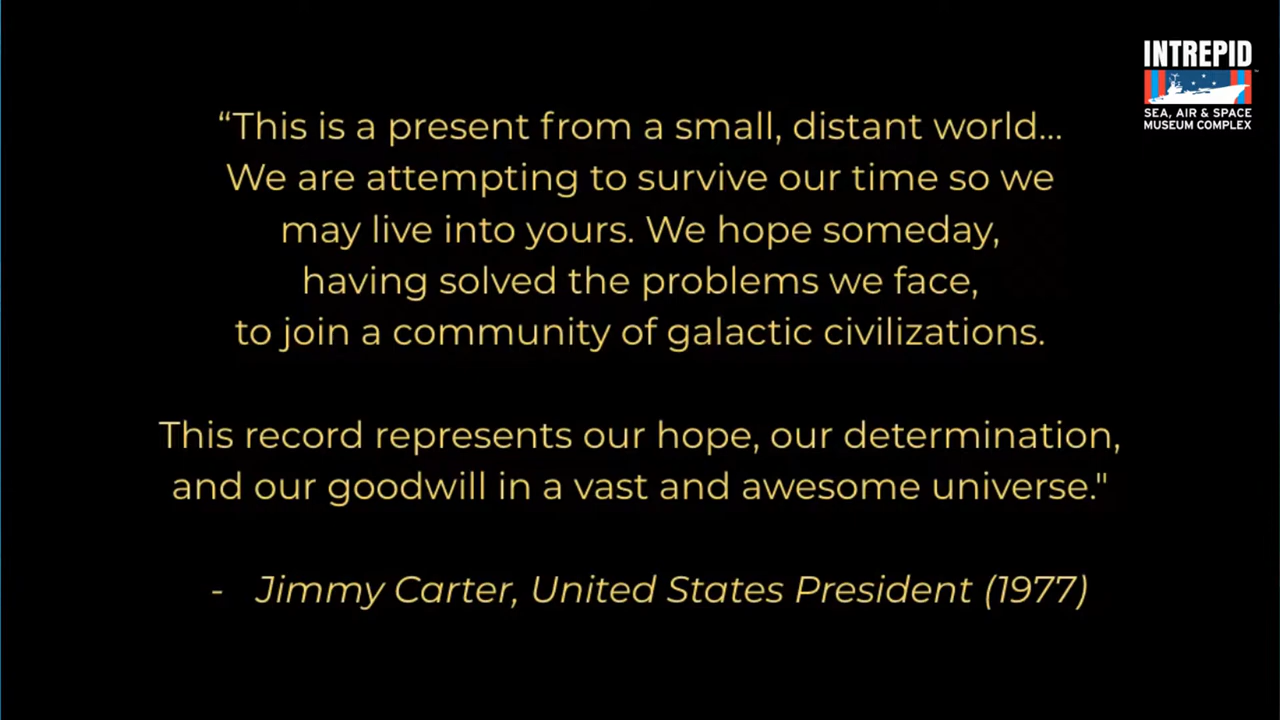 INTREPID
SEA, AIR & SPACE
MUSEUM COMPLEX
“This is a present from a small, distant world...
We are attempting to survive our time so we
may live into yours. We hope someday,
having solved the problems we face,
to join a community of galactic civilizations.
This record represents our hope, our determination,
and our goodwill in a vast and awesome universe."
- Jimmy Carter, United States President (1977)